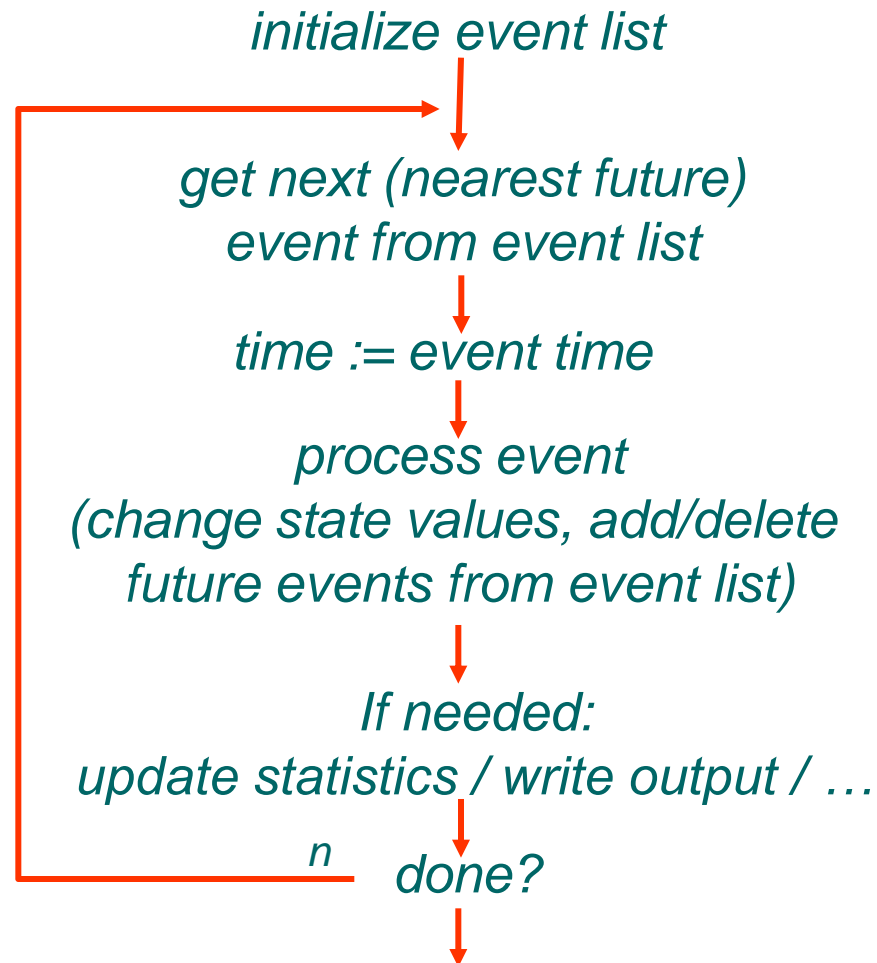 initialize event list
get next (nearest future)
event from event list
time := event time
process event
(change state values, add/delete
future events from event list)
If needed:
update statistics / write output / …
n
done?